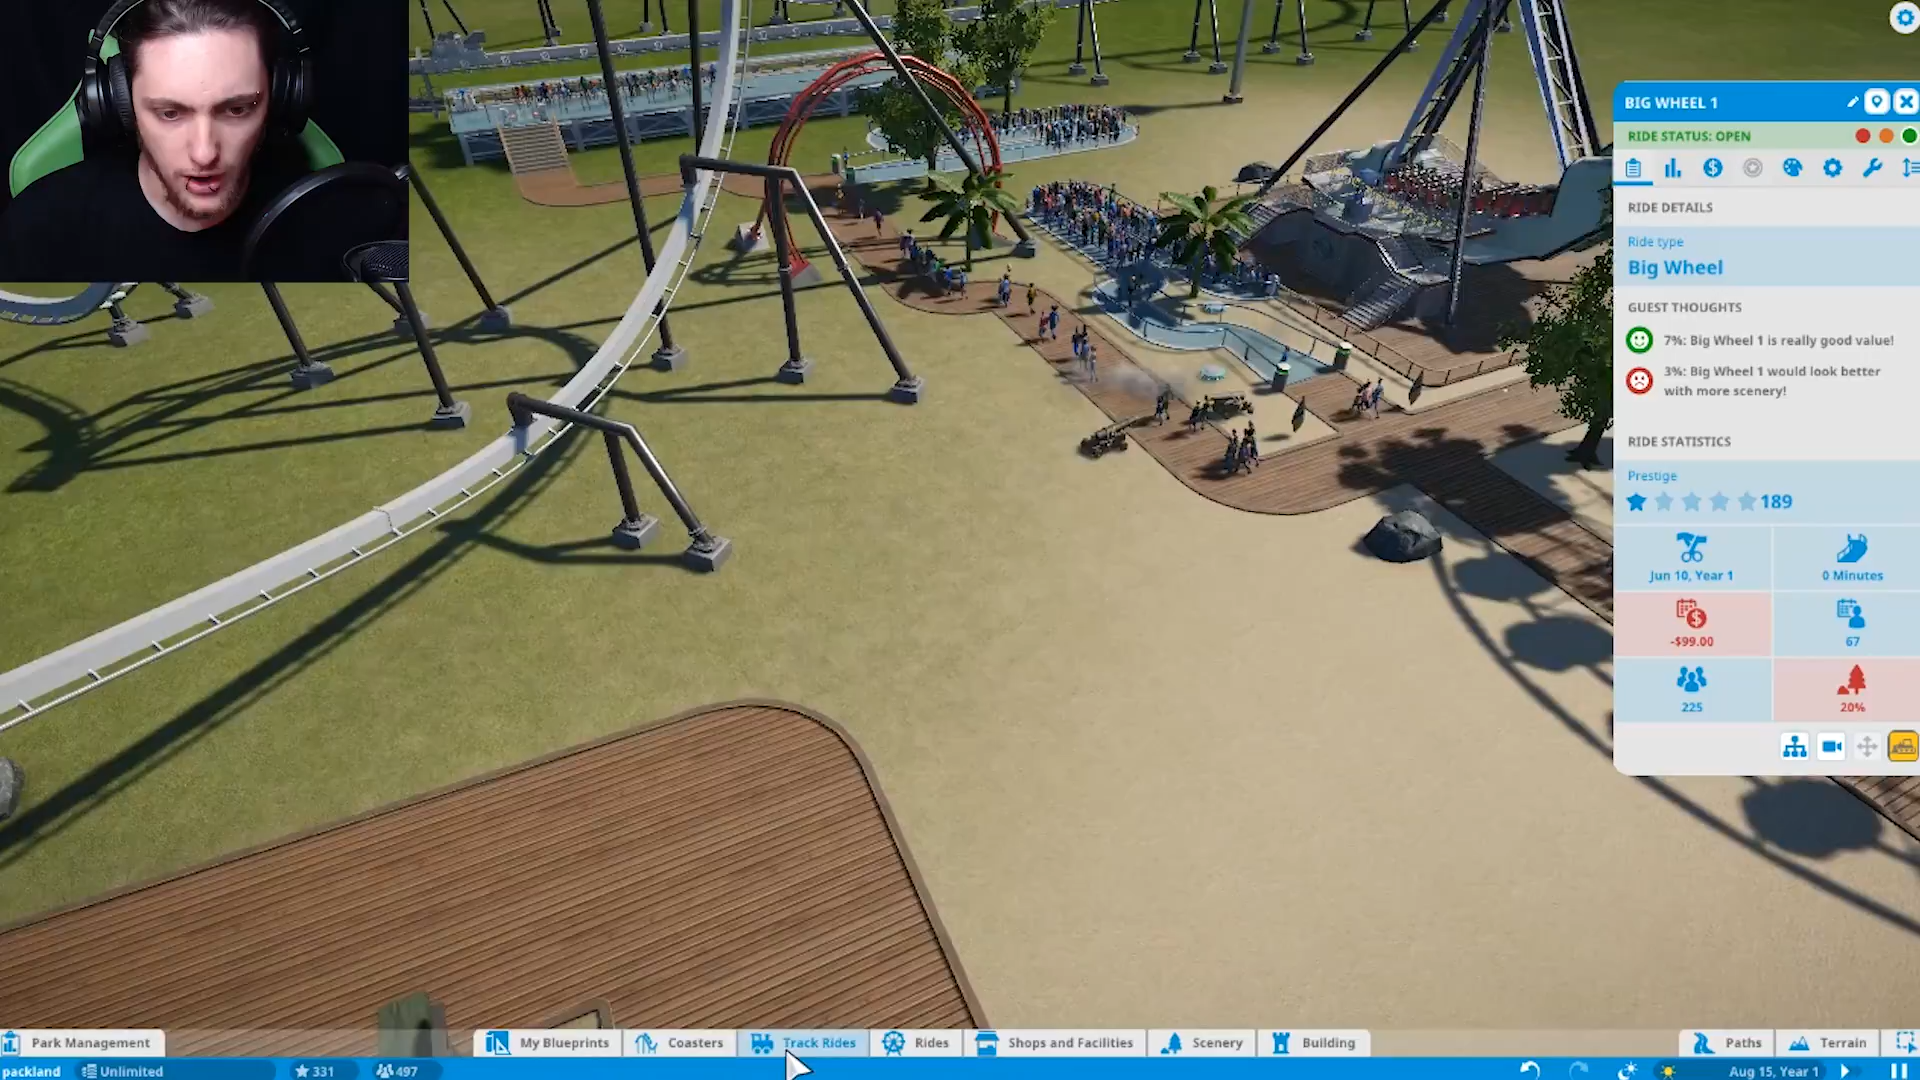 BIG WHEEL 1
RIDE STATUS: OPEN
RIDE DETAILS
Ride type
Big Wheel
GUEST THOUGHTS
7%: Big Wheel 1 is really good value!
3%: Big Wheel 1 would look better
with more scenery!
RIDE STATISTICS
Prestige
189
Jun 10, Year 1
0 Minutes
-$99.00
67
225
20%
Park Management
My Blueprints
Coasters
Track Rides
Rides
Shops and Facilities
Scenery
Building
Paths
Terrain
packland
Unlimited
331
497
Aug 15, Year 1